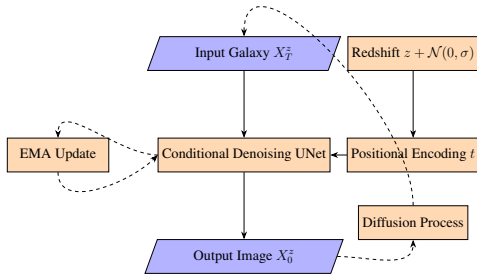 Input Galaxy $X_T^z$
Redshift $z + \mathcal{N}(0, \sigma)$
EMA Update
Conditional Denoising UNet
Positional Encoding $t$
Diffusion Process
Output Image $X_0^z$